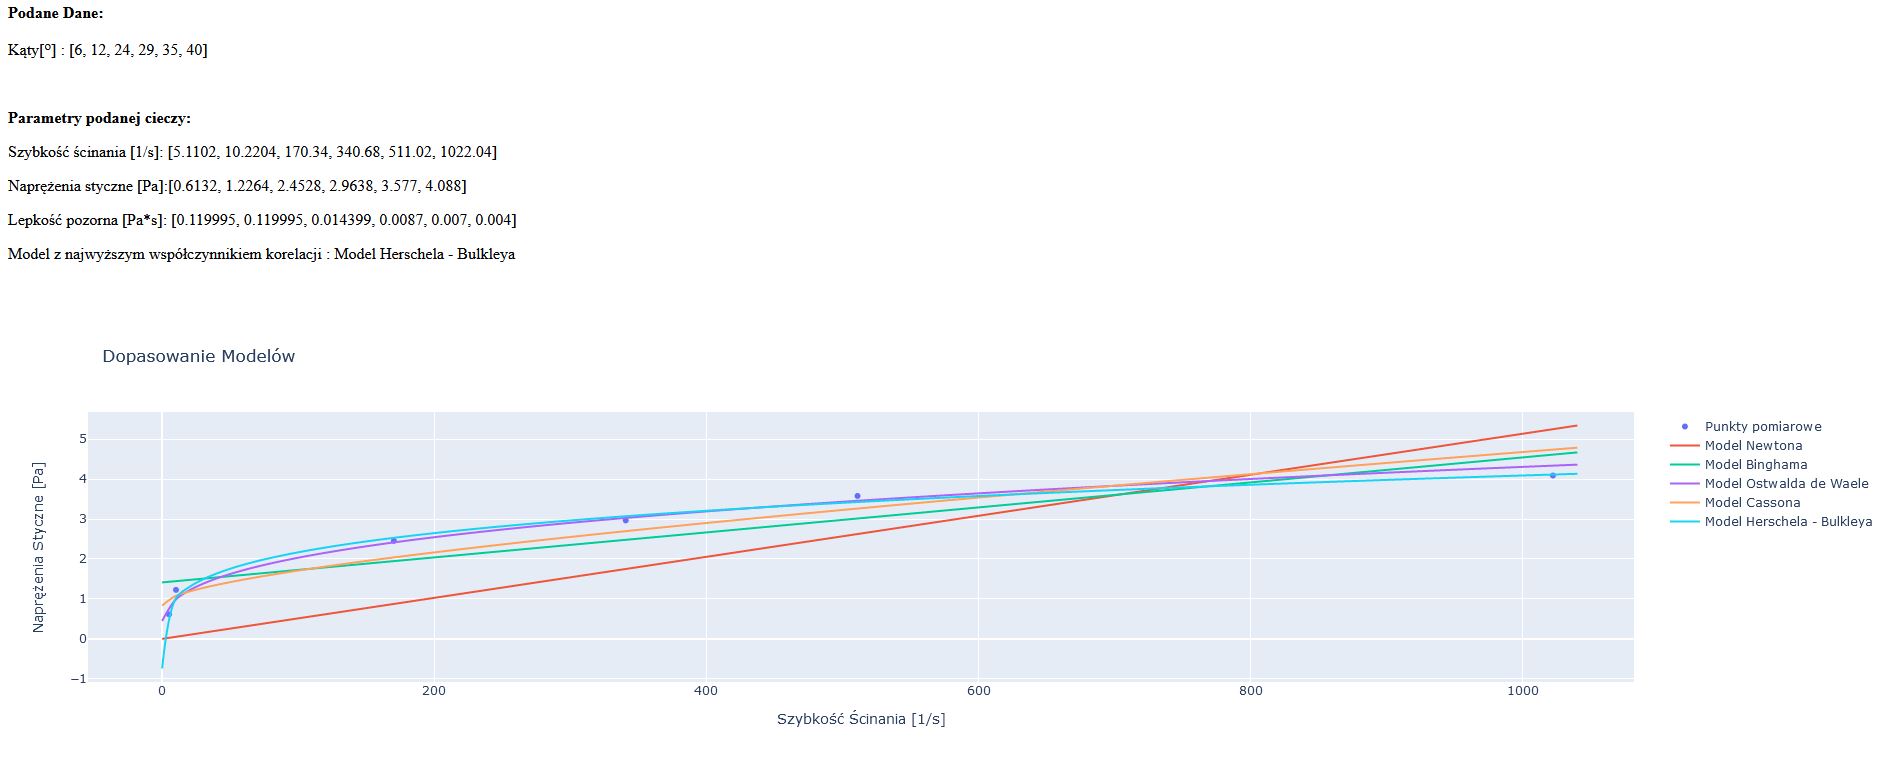 Podane Dane:
Kąty[°] : [6, 12, 24, 29, 35, 40]
Parametry podanej cieczy:
Szybkość ścinania [1/s]: [5.1102, 10.2204, 170.34, 340.68, 511.02, 1022.04]
Naprężenia styczne [Pa]:[0.6132, 1.2264, 2.4528, 2.9638, 3.577, 4.088]
Lepkość pozorna [Pa*s]: [0.119995, 0.119995, 0.014399, 0.0087, 0.007, 0.004]
Model z najwyższym współczynnikiem korelacji : Model Herschela - Bulkleya
Dopasowanie Modelów
Naprężenia Styczne [Pa]
5
4
3
2
1
0
−1
0 200 400 600 800 1000
Szybkość Ścinania [1/s]
Punkty pomiarowe
Model Newtona
Model Binghama
Model Ostwalda de Waele
Model Cassona
Model Herschela - Bulkleya